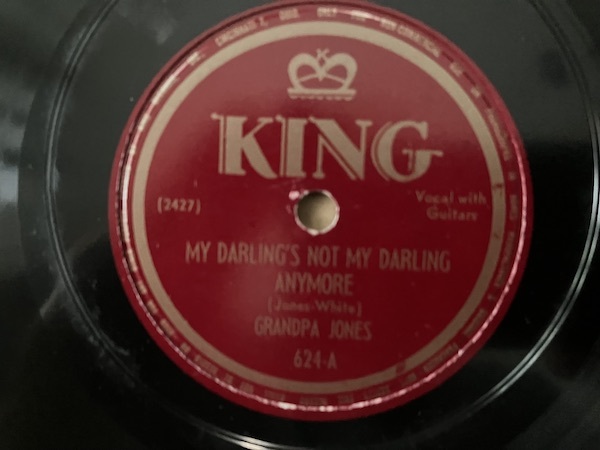 K
KING
(2427)
Vocal with
Guitars
MY DARLING'S NOT MY DARLING
ANYMORE
(Jones-White)
GRANDPA JONES
624-A